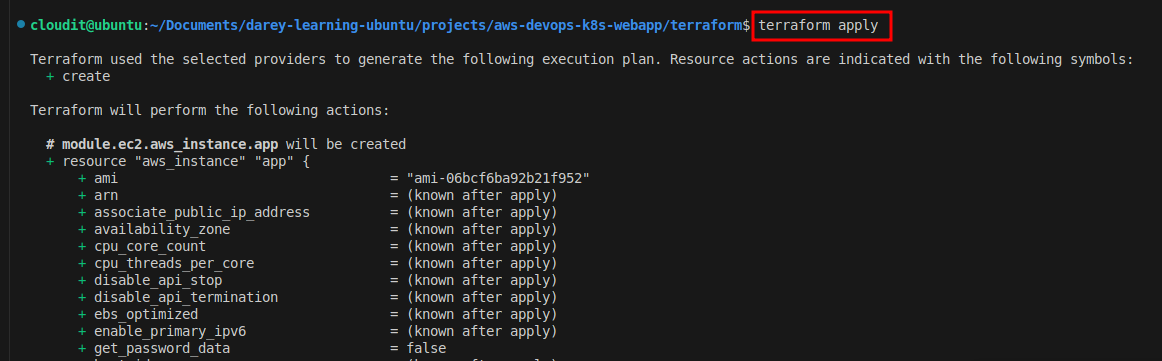 cloudit@ubuntu:~/Documents/darey-learning-ubuntu/projects/aws-devops-k8s-webapp/terraform$ terraform apply
Terraform used the selected providers to generate the following execution plan. Resource actions are indicated with the following symbols:
+ create
Terraform will perform the following actions:
# module.ec2.aws_instance.app will be created
+ resource "aws_instance" "app" {
+ ami = "ami-06bcf6ba92b21f952"
+ arn = (known after apply)
+ associate_public_ip_address = (known after apply)
+ availability_zone = (known after apply)
+ cpu_core_count = (known after apply)
+ cpu_threads_per_core = (known after apply)
+ disable_api_stop = (known after apply)
+ disable_api_termination = (known after apply)
+ ebs_optimized = (known after apply)
+ enable_primary_ipv6 = (known after apply)
+ get_password_data = false